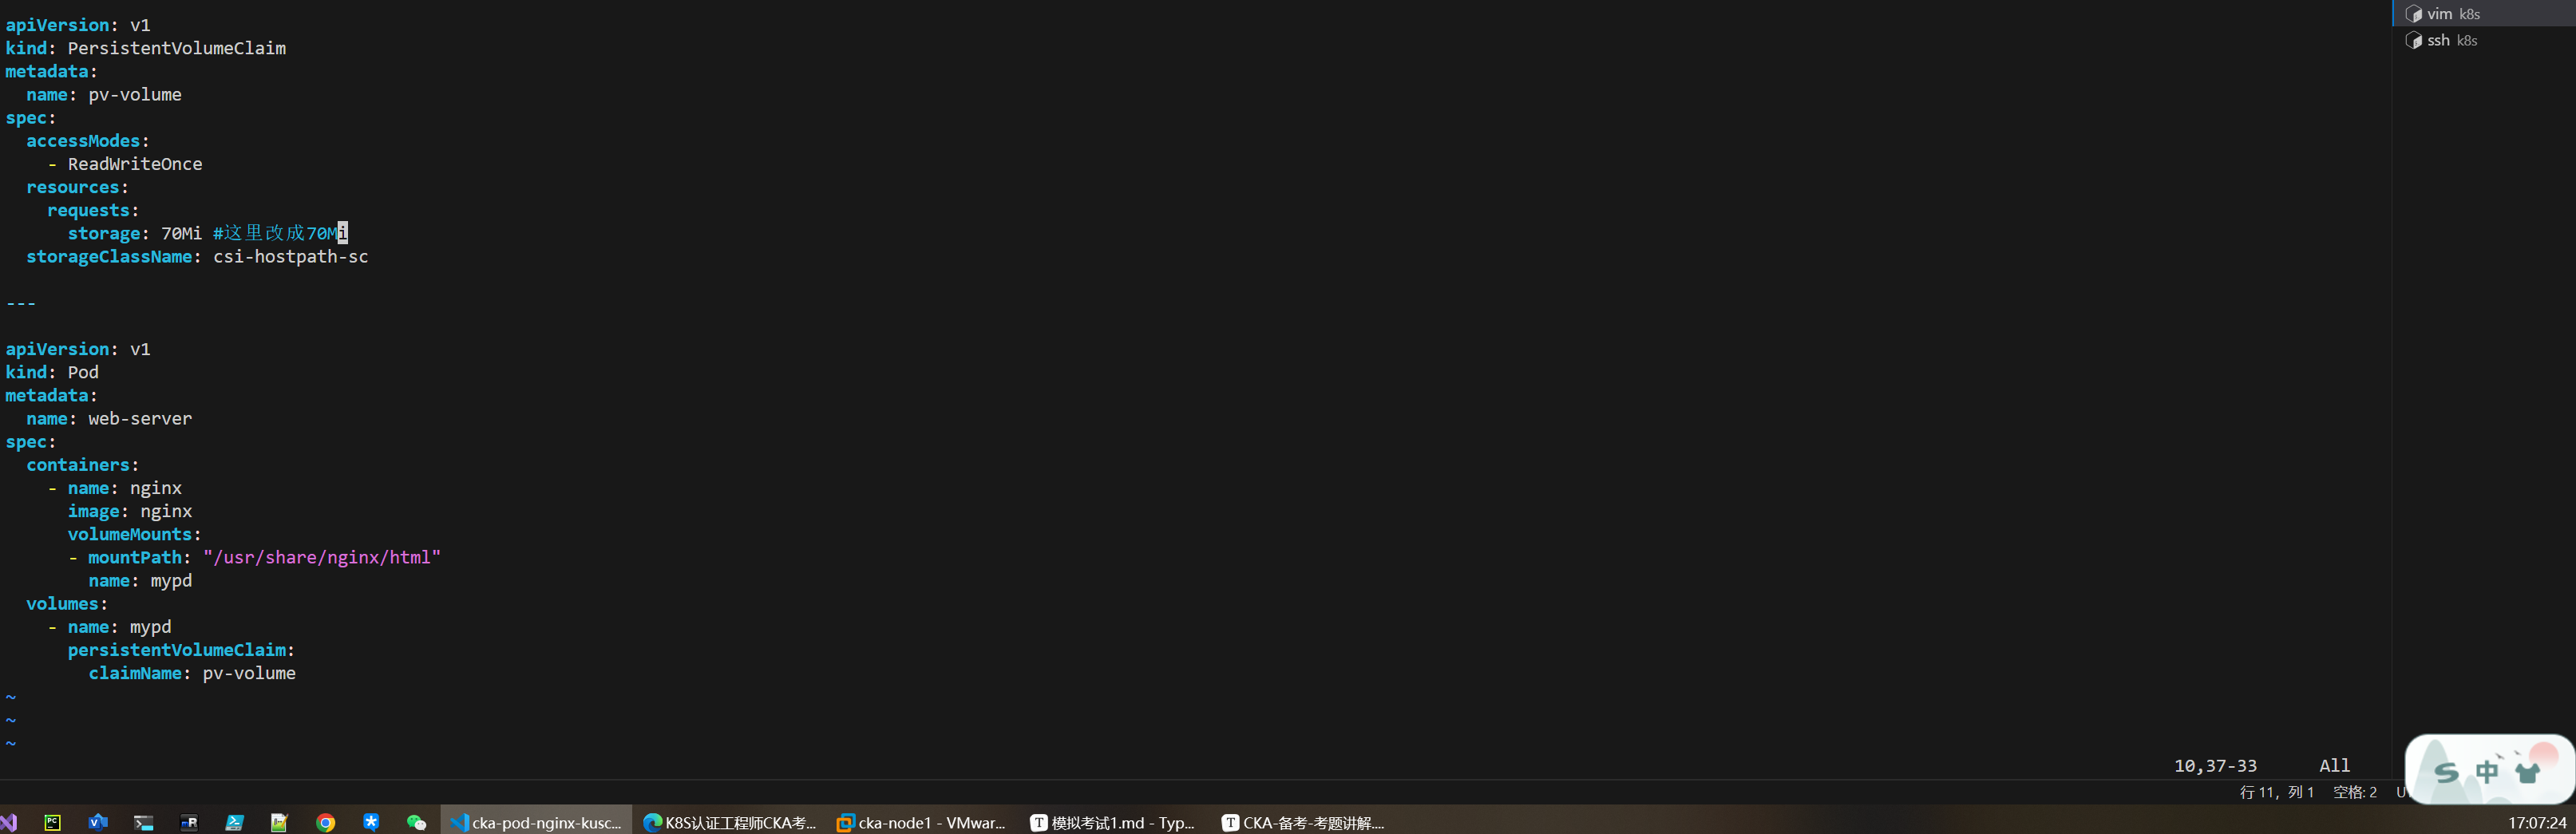 apiVersion: v1
kind: PersistentVolumeClaim
metadata:
  name: pv-volume
spec:
  accessModes:
    - ReadWriteOnce
  resources:
    requests:
      storage: 70Mi #这里改成70Mi
  storageClassName: csi-hostpath-sc
---
apiVersion: v1
kind: Pod
metadata:
  name: web-server
spec:
  containers:
    - name: nginx
      image: nginx
      volumeMounts:
      - mountPath: "/usr/share/nginx/html"
        name: mypd
  volumes:
    - name: mypd
      persistentVolumeClaim:
        claimName: pv-volume
~
~
~
10,37-33 All
vim k8s
ssh k8s
S 中
行 11，列 1 空格: 2 U
cka-pod-nginx-kusc... K8S认证工程师CKA考... cka-node1 - VMwar... 模拟考试1.md - Typ... CKA-备考-考题讲解.... 17:07:24